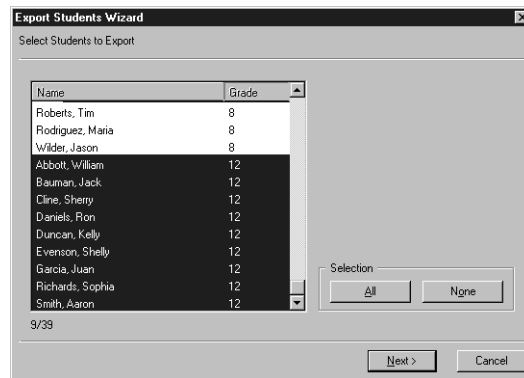 Export Students Wizard
Select Students to Export
Name Grade
Roberts, Tim 8
Rodriguez, Maria 8
Wilder, Jason 8
Abbott, William 12
Bauman, Jack 12
Cline, Sherry 12
Daniels, Ron 12
Duncan, Kelly 12
Evenson, Shelly 12
Garcia, Juan 12
Richards, Sophia 12
Smith, Aaron 12
Selection
All None
9/39
Next > Cancel